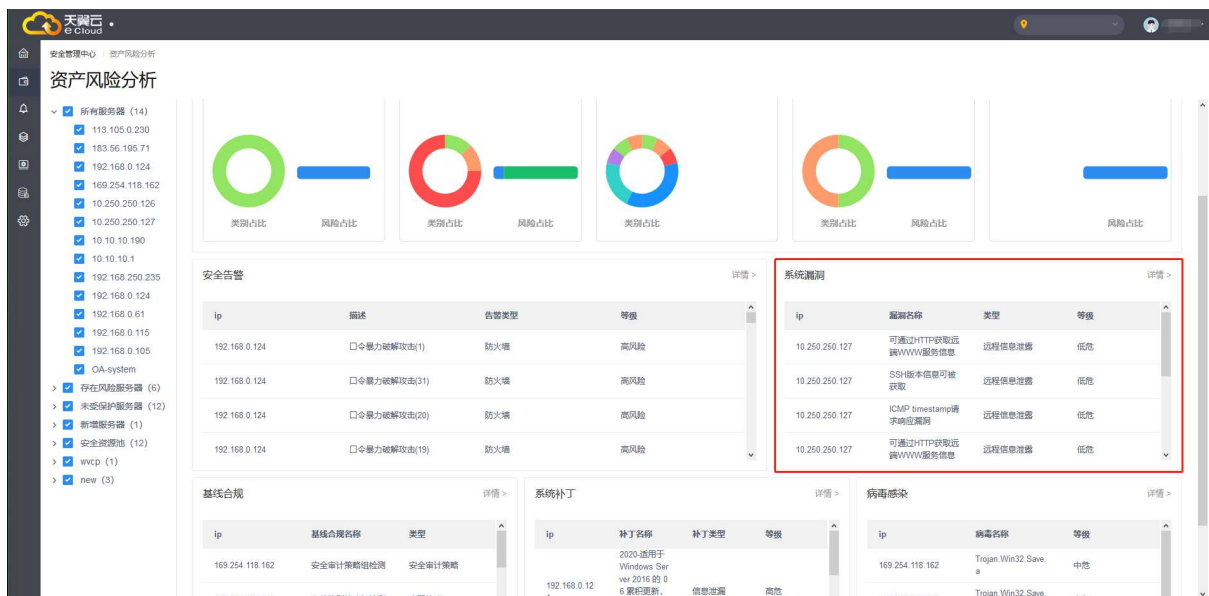 天翼云
e Cloud
安全管理中心 / 资产风险分析
资产风险分析
所有服务器 (14)
113.105.0.230
183.56.195.71
192.168.0.124
169.254.118.162
10.250.250.126
10.250.250.127
10.10.10.190
10.10.10.1
192.168.250.235
192.168.0.124
192.168.0.61
192.168.0.115
192.168.0.105
OA-system
存在风险服务器 (6)
未受保护服务器 (12)
新增服务器 (1)
安全资源池 (12)
wvcp (1)
new (3)
类别占比 风险占比
类别占比 风险占比
类别占比
类别占比 风险占比
风险占比
安全告警 详情 >
ip 描述 告警类型 等级
192.168.0.124 口令暴力破解攻击(1) 防火墙 高风险
192.168.0.124 口令暴力破解攻击(31) 防火墙 高风险
192.168.0.124 口令暴力破解攻击(20) 防火墙 高风险
192.168.0.124 口令暴力破解攻击(19) 防火墙 高风险
系统漏洞 详情 >
ip 漏洞名称 类型 等级
10.250.250.127 可通过HTTP获取远端WWW服务信息 远程信息泄露 低危
10.250.250.127 SSH版本信息可被获取 远程信息泄露 低危
10.250.250.127 ICMP timestamp请求响应漏洞 远程信息泄露 低危
10.250.250.127 可通过HTTP获取远端WWW服务信息 远程信息泄露 低危
基线合规 详情 >
ip 基线合规名称 类型
169.254.118.162 安全审计策略组检测 安全审计策略
系统补丁 详情 >
ip 补丁名称 补丁类型 等级
192.168.0.12 2020-适用于 Windows Server 2016 的 06 累积更新, 信息泄漏 高危
病毒感染 详情 >
ip 病毒名称 等级
169.254.118.162 Trojan.Win32.Save.a 中危
Trojan.Win32.Save.